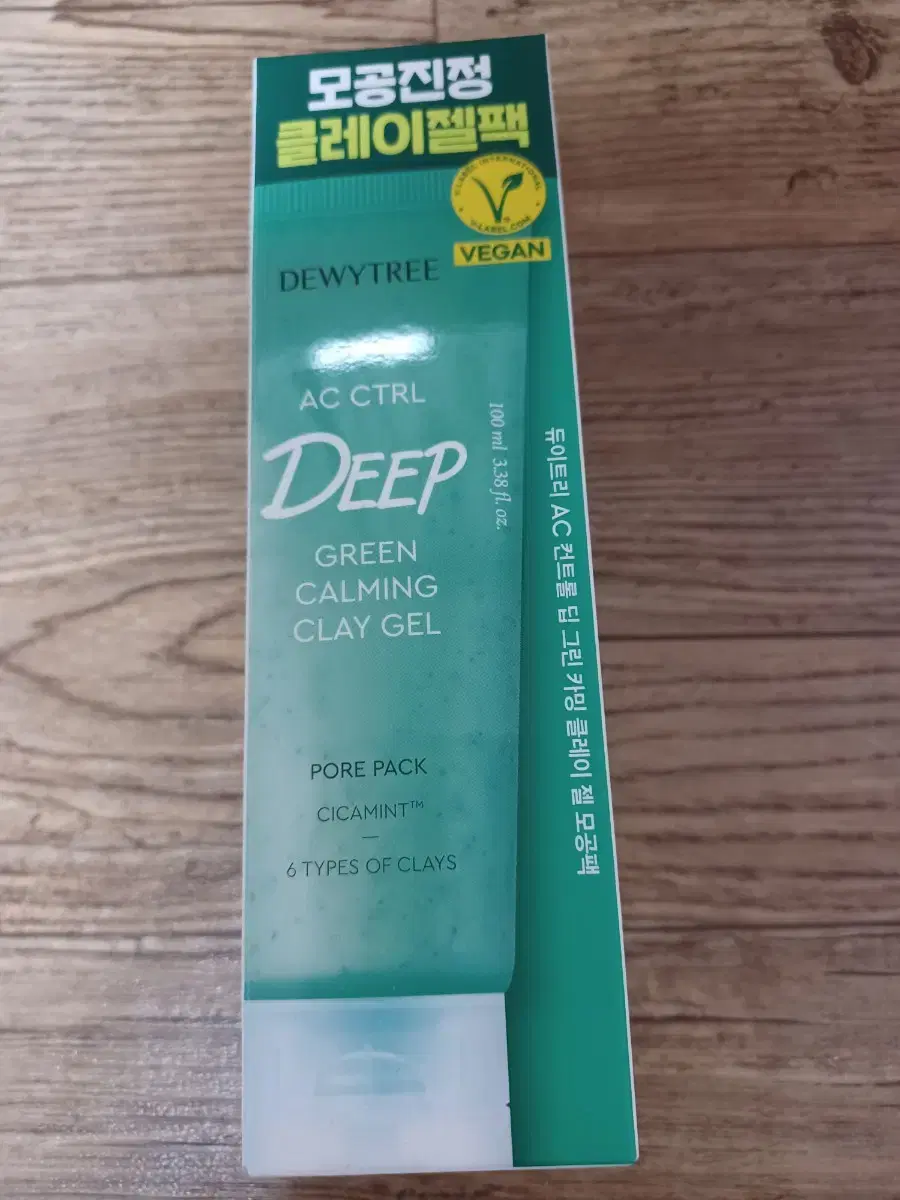 모공진정
클레이젤팩
V-LABEL INTERNATIONAL
V-LABEL.COM
VEGAN
DEWYTREE
AC CTRL
DEEP
GREEN
CALMING
CLAY GEL
100 ml 3.38 fl. oz.
PORE PACK
CICAMINT™
6 TYPES OF CLAYS
듀이트리 AC 컨트롤 딥 그린 카밍 클레이 젤 모공팩